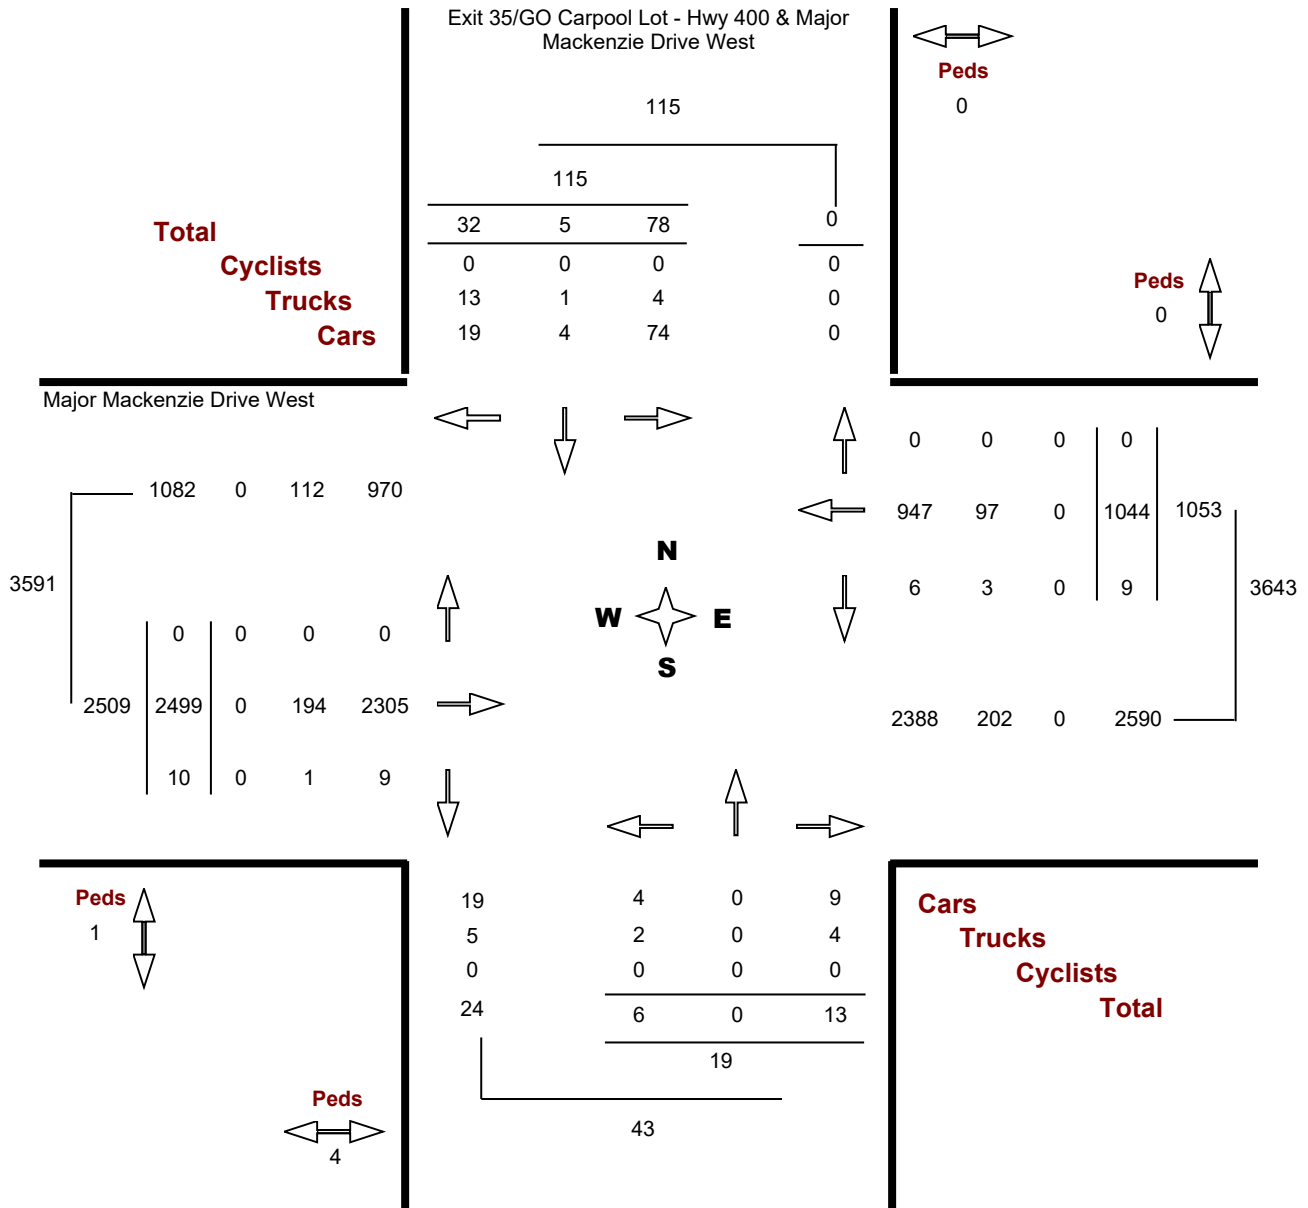 Exit 35/GO Carpool Lot - Hwy 400 & Major
Mackenzie Drive West
Peds
0
115
115
32 5 78 0
Total
0 0 0 0
Cyclists
13 1 4 0
Trucks
19 4 74 0
Cars
Peds
0
Major Mackenzie Drive West
0 0 0 0
1082 0 112 970
947 97 0 1044 1053
N
3591
6 3 0 9 3643
W E
S
0 0 0 0
2509 2499 0 194 2305
2388 202 0 2590
10 0 1 9
Peds
1
19 4 0 9
5 2 0 4
0 0 0 0
24 6 0 13
19
43
Cars
Trucks
Cyclists
Total
Peds
4